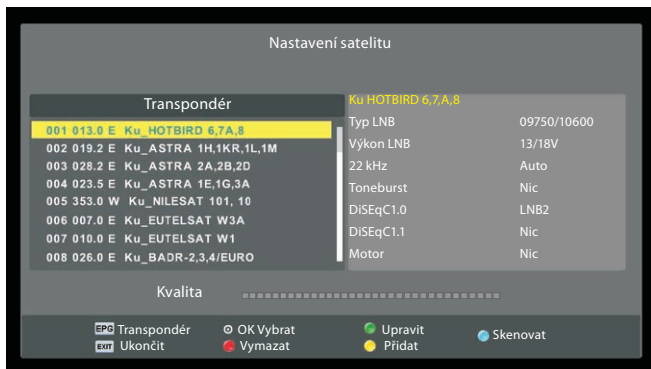 Nastavení satelitu
Transpondér
001 013.0 E Ku_HOTBIRD 6,7A,8
002 019.2 E Ku_ASTRA 1H,1KR,1L,1M
003 028.2 E Ku_ASTRA 2A,2B,2D
004 023.5 E Ku_ASTRA 1E,1G,3A
005 353.0 W Ku_NILESAT 101, 10
006 007.0 E Ku_EUTELSAT W3A
007 010.0 E Ku_EUTELSAT W1
008 026.0 E Ku_BADR-2,3,4/EURO
Ku HOTBIRD 6,7,A,8
Typ LNB 09750/10600
Výkon LNB 13/18V
22 kHz Auto
Toneburst Nic
DiSEqC1.0 LNB2
DiSEqC1.1 Nic
Motor Nic
Kvalita
EPG Transpondér OK Vybrat Upravit Skenovat
EXIT Ukončit Vymazat Přidat